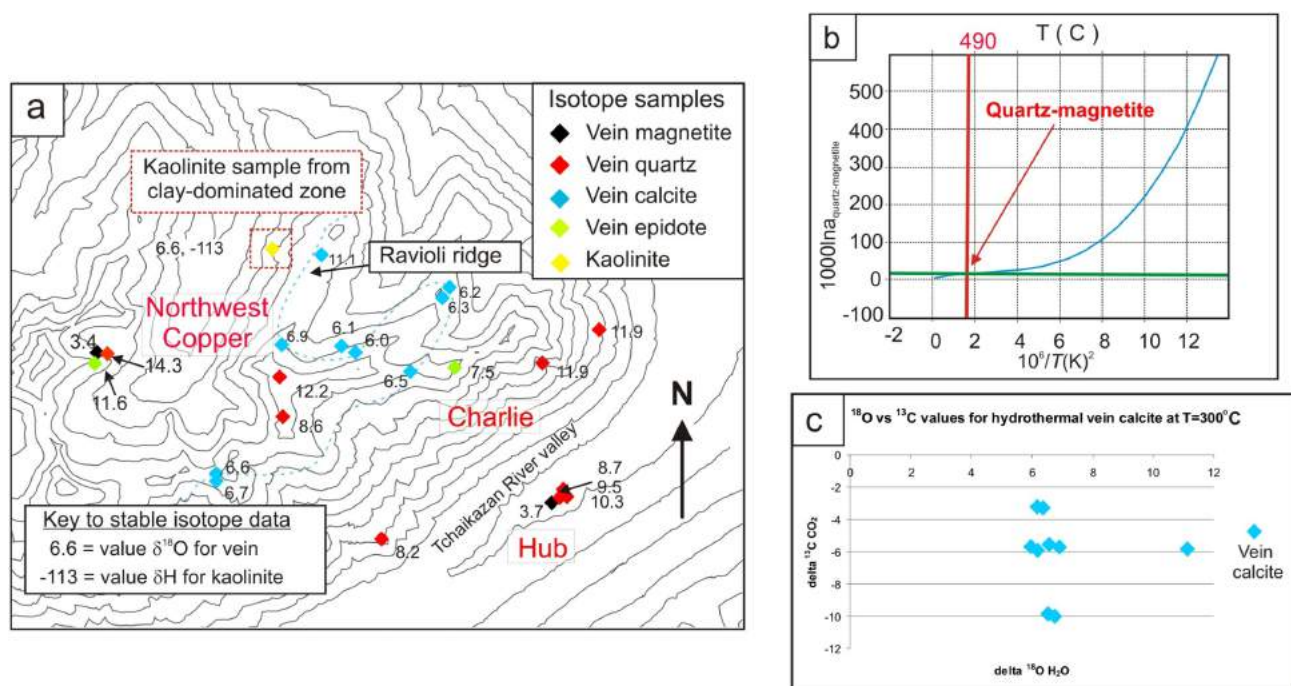 a
Isotope samples
Vein magnetite
Vein quartz
Vein calcite
Vein epidote
Kaolinite
Kaolinite sample from
clay-dominated zone
6.6, -113
11.1
Ravioli ridge
Northwest
Copper
6.2
6.3
6.1
6.9
6.0
11.9
3.4
14.3
11.6
12.2
6.5
7.5
11.9
8.6
Charlie
N
6.6
6.7
Tchaikazan River valley
8.7
9.5
10.3
3.7
8.2
Hub
Key to stable isotope data
6.6 = value δ¹⁸O for vein
-113 = value δH for kaolinite
b
T ( C )
490
Quartz-magnetite
1000lnaquartz-magnetite
500
400
300
200
100
0
-100
-2 0 2 4 6 8 10 12
10⁶/T(K)²
c
¹⁸O vs ¹³C values for hydrothermal vein calcite at T=300°C
0 2 4 6 8 10 12
0
-2
-4
-6
-8
-10
-12
delta ¹³C CO₂
delta ¹⁸O H₂O
Vein
calcite